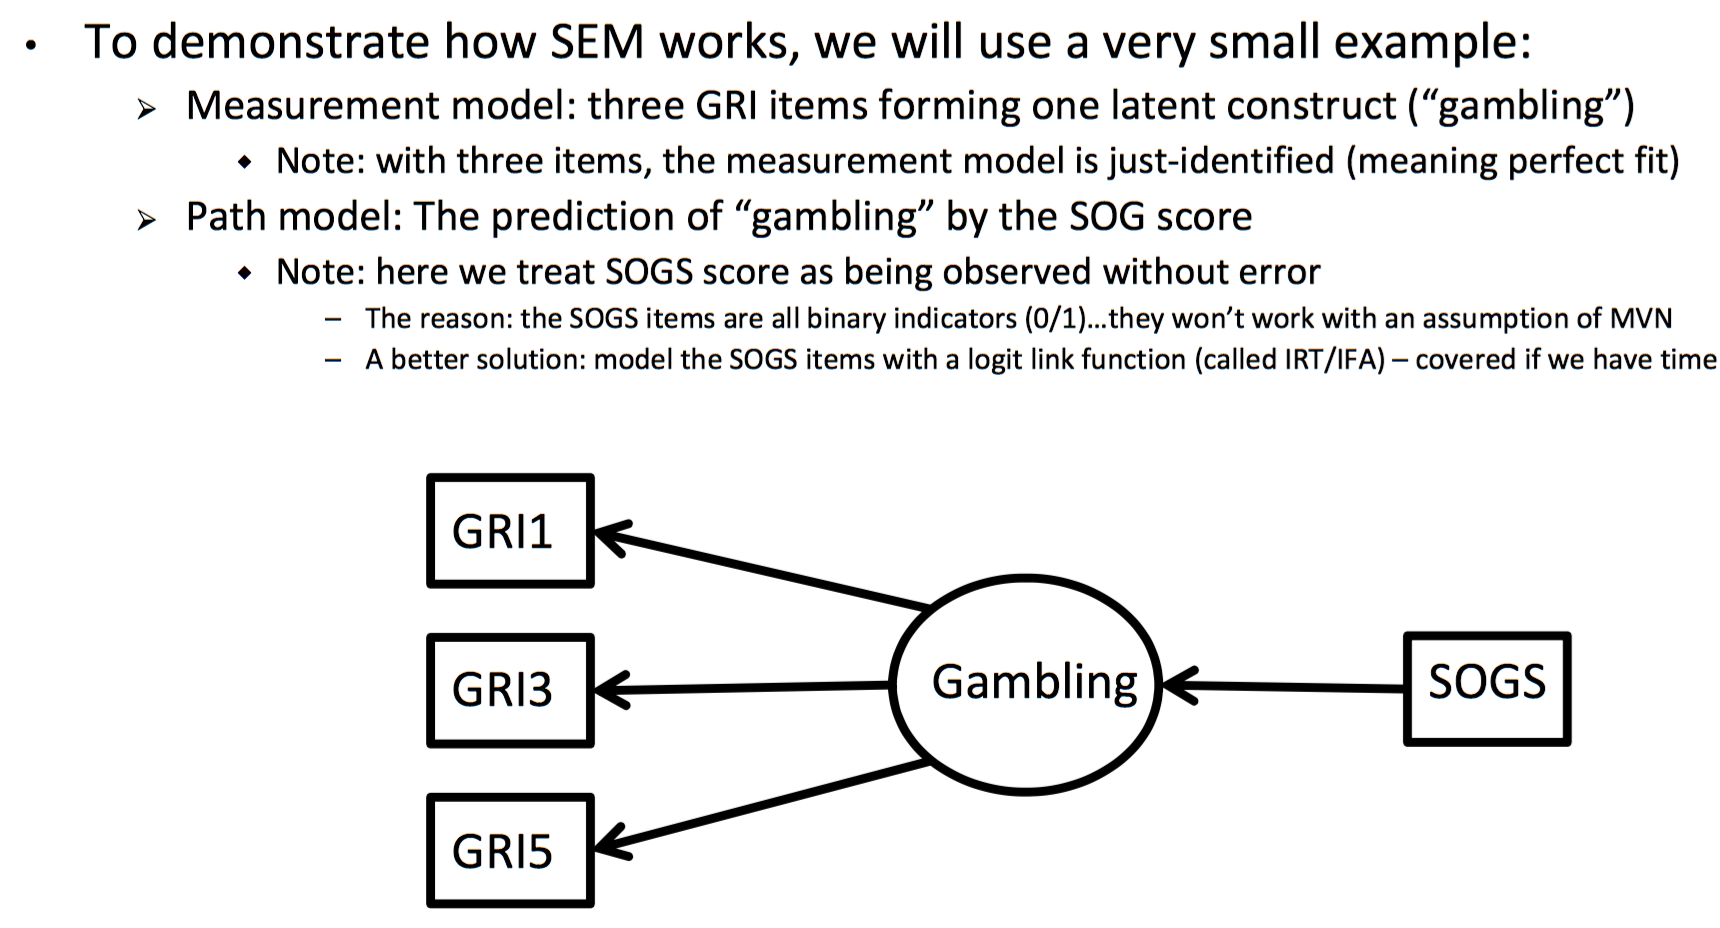 • To demonstrate how SEM works, we will use a very small example:
➢ Measurement model: three GRI items forming one latent construct (“gambling”)
◆ Note: with three items, the measurement model is just-identified (meaning perfect fit)
➢ Path model: The prediction of “gambling” by the SOG score
◆ Note: here we treat SOGS score as being observed without error
– The reason: the SOGS items are all binary indicators (0/1)...they won’t work with an assumption of MVN
– A better solution: model the SOGS items with a logit link function (called IRT/IFA) – covered if we have time
GRI1
GRI3
Gambling
SOGS
GRI5